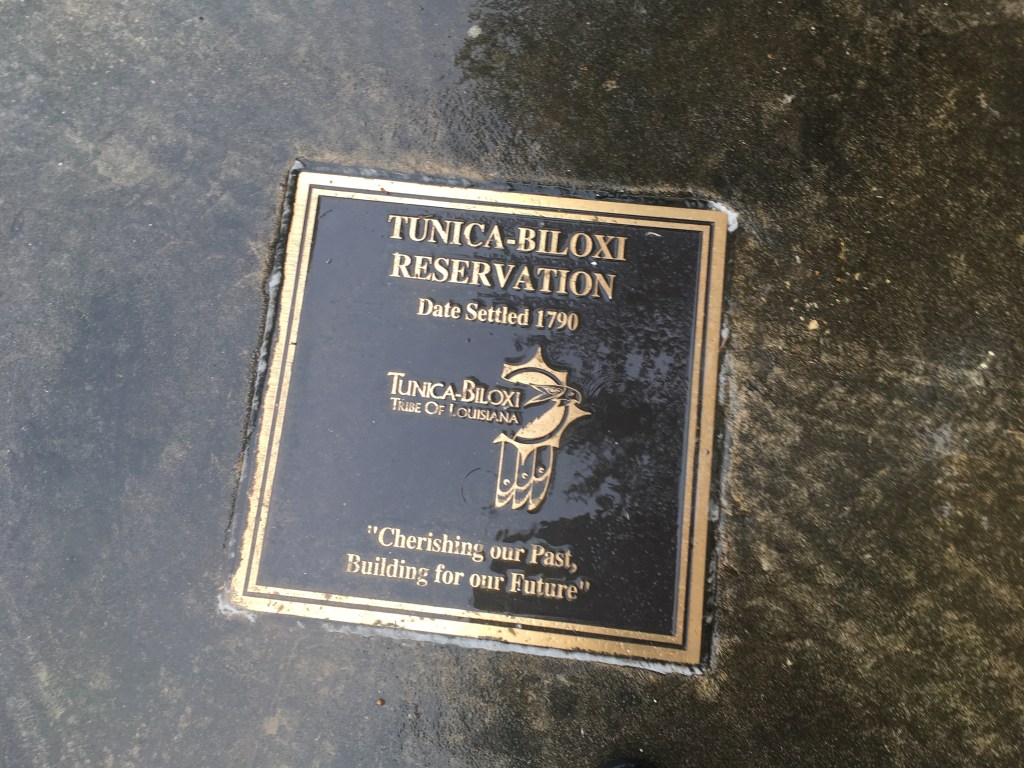 TUNICA-BILOXI
RESERVATION
Date Settled 1790
TUNICA-BILOXI
TRIBE OF LOUISIANA
"Cherishing our Past,
Building for our Future"